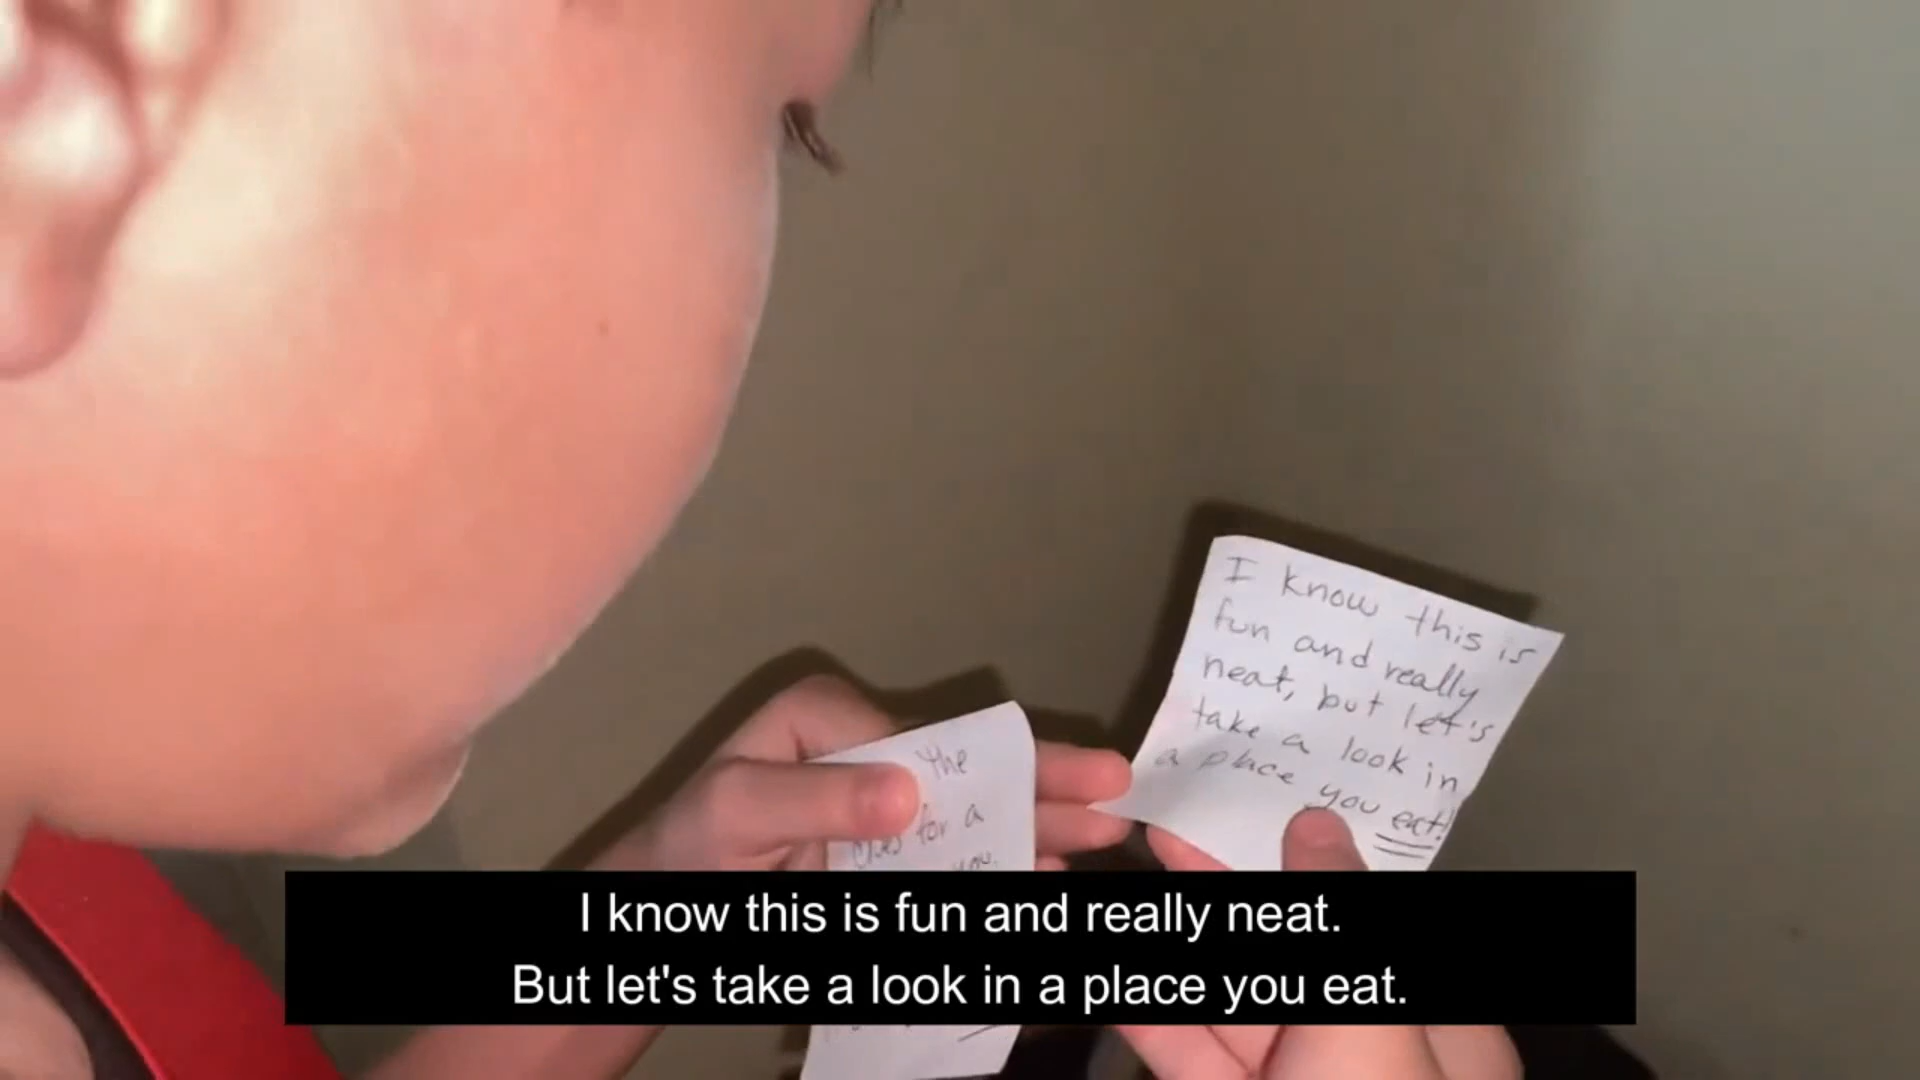 I know this is
fun and really
neat, but let's
take a look in
a place you eat!
the
for a
you.
I know this is fun and really neat.
But let's take a look in a place you eat.